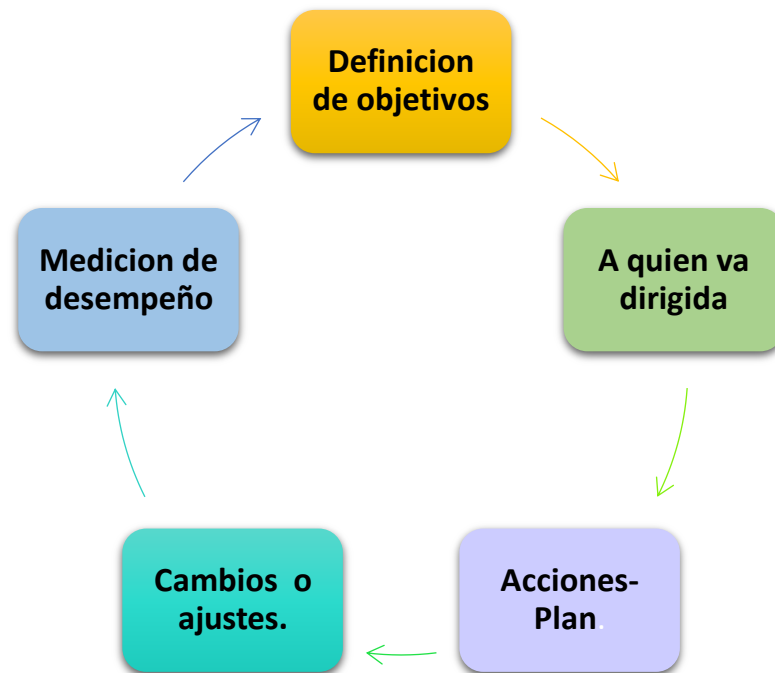 Definicion
de objetivos
A quien va
dirigida
Acciones-
Plan.
Cambios o
ajustes.
Medicion de
desempeño